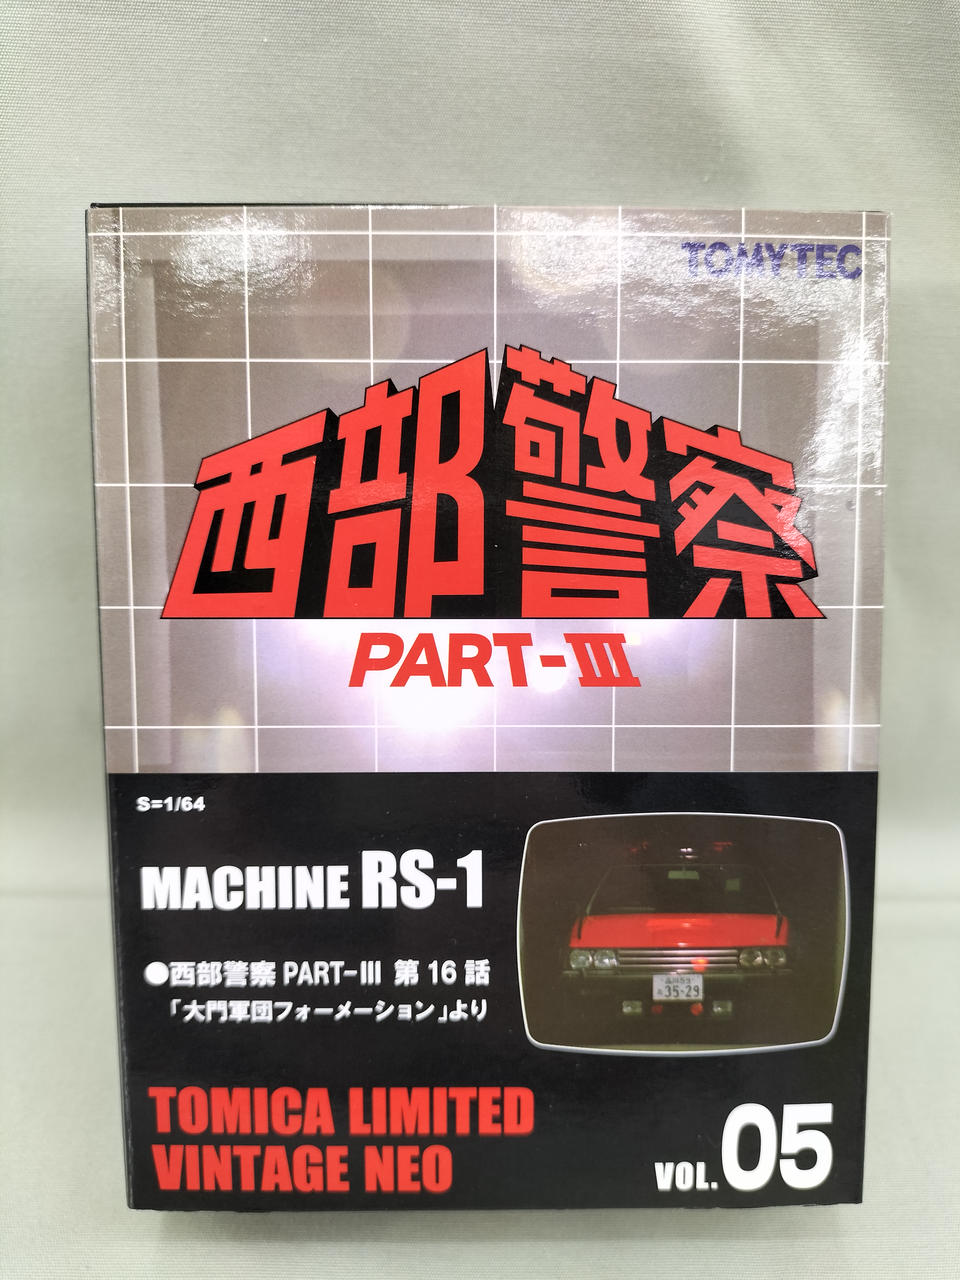 TOMYTEC
西部警察
PART-III
S=1/64
MACHINE RS-1
●西部警察 PART-III 第16話
「大門軍団フォーメーション」より
35-29
TOMICA LIMITED
VINTAGE NEO
VOL.05